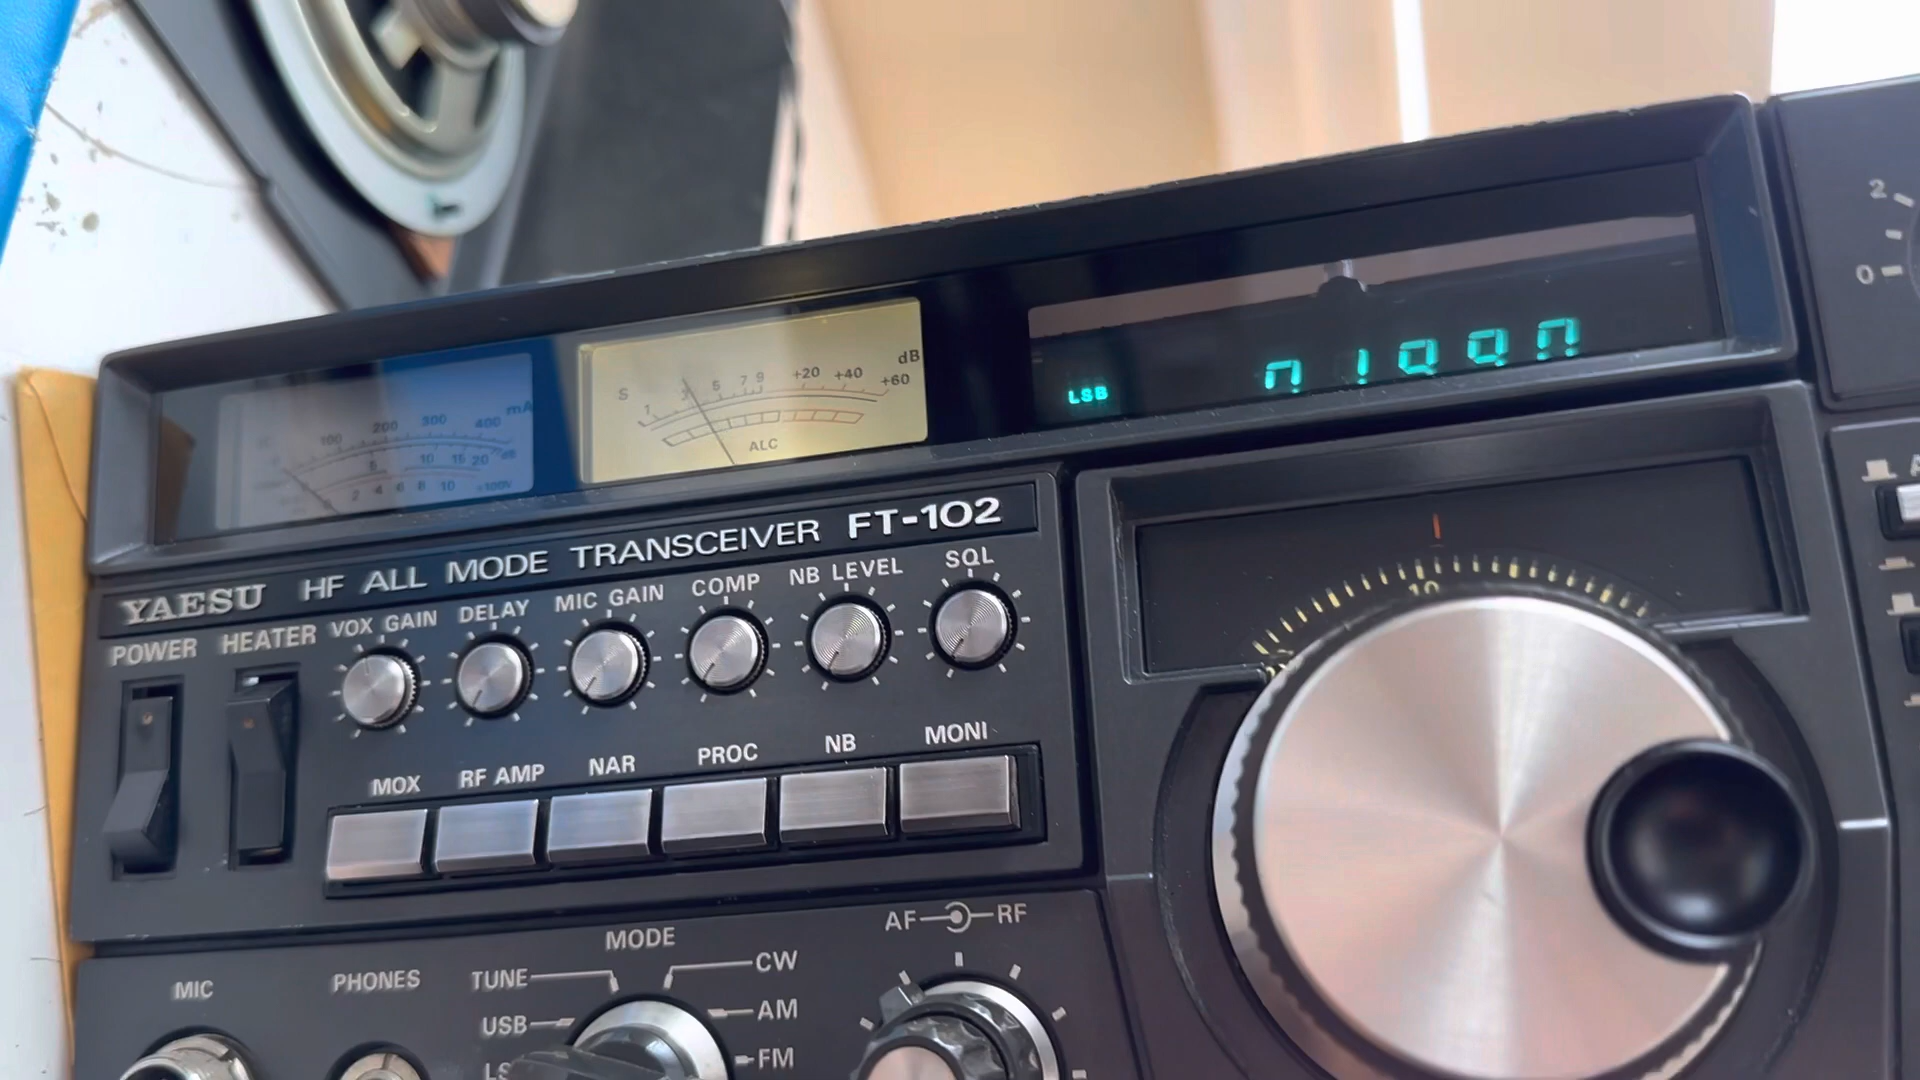 100 200 300 400 mA
5 10 15 20 dB
2 4 6 8 10 +100V
S 1 3 5 7 9 +20 +40 +60 dB
ALC
LSB
2
0
YAESU HF ALL MODE TRANSCEIVER FT-102
POWER HEATER VOX GAIN DELAY MIC GAIN COMP NB LEVEL SQL
10
MOX RF AMP NAR PROC NB MONI
AF RF
MODE
MIC PHONES TUNE CW
USB AM
LS FM